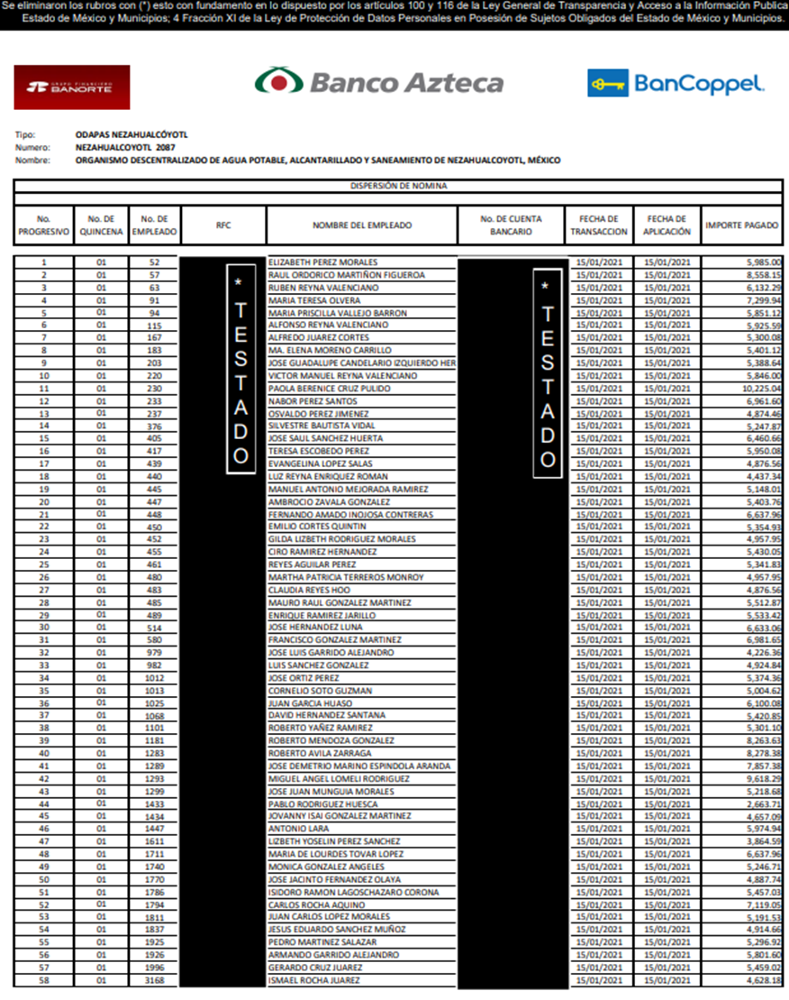 Se eliminaron los rubros con (*) esto con fundamento en lo dispuesto por los artículos 100 y 116 de la Ley General de Transparencia y Acceso a la Información Publica
Estado de México y Municipios; 4 Fracción XI de la Ley de Protección de Datos Personales en Posesión de Sujetos Obligados del Estado de México y Municipios.
GRUPO FINANCIERO
BANORTE
Banco Azteca
BanCoppel.
Tipo: ODAPAS NEZAHUALCÓYOTL
Numero: NEZAHUALCOYOTL 2087
Nombre: ORGANISMO DESCENTRALIZADO DE AGUA POTABLE, ALCANTARILLADO Y SANEAMIENTO DE NEZAHUALCOYOTL, MÉXICO
DISPERSIÓN DE NOMINA
No. PROGRESIVO No. DE QUINCENA No. DE EMPLEADO RFC NOMBRE DEL EMPLEADO No. DE CUENTA BANCARIO FECHA DE TRANSACCION FECHA DE APLICACIÓN IMPORTE PAGADO
* TESTADO
* TESTADO
1 01 52 ELIZABETH PEREZ MORALES 15/01/2021 15/01/2021 5,985.00
2 01 57 RAUL ORDORICO MARTIÑON FIGUEROA 15/01/2021 15/01/2021 8,558.15
3 01 63 RUBEN REYNA VALENCIANO 15/01/2021 15/01/2021 6,132.29
4 01 91 MARIA TERESA OLVERA 15/01/2021 15/01/2021 7,299.94
5 01 94 MARIA PRISCILLA VALLEJO BARRON 15/01/2021 15/01/2021 5,851.12
6 01 115 ALFONSO REYNA VALENCIANO 15/01/2021 15/01/2021 5,925.59
7 01 167 ALFREDO JUAREZ CORTES 15/01/2021 15/01/2021 5,300.08
8 01 183 MA. ELENA MORENO CARRILLO 15/01/2021 15/01/2021 5,401.12
9 01 203 JOSE GUADALUPE CANDELARIO IZQUIERDO HER 15/01/2021 15/01/2021 5,388.64
10 01 220 VICTOR MANUEL REYNA VALENCIANO 15/01/2021 15/01/2021 5,846.00
11 01 230 PAOLA BERENICE CRUZ PULIDO 15/01/2021 15/01/2021 10,225.04
12 01 233 NABOR PEREZ SANTOS 15/01/2021 15/01/2021 6,961.60
13 01 237 OSVALDO PEREZ JIMENEZ 15/01/2021 15/01/2021 4,874.46
14 01 376 SILVESTRE BAUTISTA VIDAL 15/01/2021 15/01/2021 5,247.87
15 01 405 JOSE SAUL SANCHEZ HUERTA 15/01/2021 15/01/2021 6,460.66
16 01 417 TERESA ESCOBEDO PEREZ 15/01/2021 15/01/2021 5,950.08
17 01 439 EVANGELINA LOPEZ SALAS 15/01/2021 15/01/2021 4,876.56
18 01 440 LUZ REYNA ENRIQUEZ ROMAN 15/01/2021 15/01/2021 4,437.34
19 01 445 MANUEL ANTONIO MEJORADA RAMIREZ 15/01/2021 15/01/2021 5,148.01
20 01 447 AMBROCIO ZAVALA GONZALEZ 15/01/2021 15/01/2021 5,403.76
21 01 448 FERNANDO AMADO INOJOSA CONTRERAS 15/01/2021 15/01/2021 6,637.96
22 01 450 EMILIO CORTES QUINTIN 15/01/2021 15/01/2021 5,354.93
23 01 452 GILDA LIZBETH RODRIGUEZ MORALES 15/01/2021 15/01/2021 4,957.95
24 01 455 CIRO RAMIREZ HERNANDEZ 15/01/2021 15/01/2021 5,430.05
25 01 461 REYES AGUILAR PEREZ 15/01/2021 15/01/2021 5,341.83
26 01 480 MARTHA PATRICIA TERREROS MONROY 15/01/2021 15/01/2021 4,957.95
27 01 483 CLAUDIA REYES HOO 15/01/2021 15/01/2021 4,876.56
28 01 485 MAURO RAUL GONZALEZ MARTINEZ 15/01/2021 15/01/2021 5,512.87
29 01 489 ENRIQUE RAMIREZ JARILLO 15/01/2021 15/01/2021 5,533.42
30 01 514 JOSE HERNANDEZ LUNA 15/01/2021 15/01/2021 6,633.06
31 01 580 FRANCISCO GONZALEZ MARTINEZ 15/01/2021 15/01/2021 6,981.65
32 01 979 JOSE LUIS GARRIDO ALEJANDRO 15/01/2021 15/01/2021 4,226.36
33 01 982 LUIS SANCHEZ GONZALEZ 15/01/2021 15/01/2021 4,924.84
34 01 1012 JOSE ORTIZ PEREZ 15/01/2021 15/01/2021 5,374.36
35 01 1013 CORNELIO SOTO GUZMAN 15/01/2021 15/01/2021 5,004.62
36 01 1025 JUAN GARCIA HUASO 15/01/2021 15/01/2021 6,100.08
37 01 1068 DAVID HERNANDEZ SANTANA 15/01/2021 15/01/2021 5,420.85
38 01 1101 ROBERTO YAÑEZ RAMIREZ 15/01/2021 15/01/2021 5,301.10
39 01 1181 ROBERTO MENDOZA GONZALEZ 15/01/2021 15/01/2021 8,263.63
40 01 1283 ROBERTO AVILA ZARRAGA 15/01/2021 15/01/2021 8,278.38
41 01 1289 JOSE DEMETRIO MARINO ESPINDOLA ARANDA 15/01/2021 15/01/2021 7,857.38
42 01 1293 MIGUEL ANGEL LOMELI RODRIGUEZ 15/01/2021 15/01/2021 9,618.29
43 01 1299 JOSE JUAN MUNGUIA MORALES 15/01/2021 15/01/2021 5,218.68
44 01 1433 PABLO RODRIGUEZ HUESCA 15/01/2021 15/01/2021 2,663.71
45 01 1434 JOVANNY ISAI GONZALEZ MARTINEZ 15/01/2021 15/01/2021 4,657.09
46 01 1447 ANTONIO LARA 15/01/2021 15/01/2021 5,974.94
47 01 1611 LIZBETH YOSELIN PEREZ SANCHEZ 15/01/2021 15/01/2021 3,864.59
48 01 1711 MARIA DE LOURDES TOVAR LOPEZ 15/01/2021 15/01/2021 6,637.96
49 01 1740 MONICA GONZALEZ ANGELES 15/01/2021 15/01/2021 5,246.71
50 01 1770 JOSE JACINTO FERNANDEZ OLAYA 15/01/2021 15/01/2021 4,887.74
51 01 1786 ISIDORO RAMON LAGOSCHAZARO CORONA 15/01/2021 15/01/2021 5,457.03
52 01 1794 CARLOS ROCHA AQUINO 15/01/2021 15/01/2021 7,119.05
53 01 1811 JUAN CARLOS LOPEZ MORALES 15/01/2021 15/01/2021 5,191.53
54 01 1837 JESUS EDUARDO SANCHEZ MUÑOZ 15/01/2021 15/01/2021 4,914.66
55 01 1925 PEDRO MARTINEZ SALAZAR 15/01/2021 15/01/2021 5,296.92
56 01 1926 ARMANDO GARRIDO ALEJANDRO 15/01/2021 15/01/2021 5,801.60
57 01 1996 GERARDO CRUZ JUAREZ 15/01/2021 15/01/2021 5,459.02
58 01 3168 ISMAEL ROCHA JUAREZ 15/01/2021 15/01/2021 4,628.18